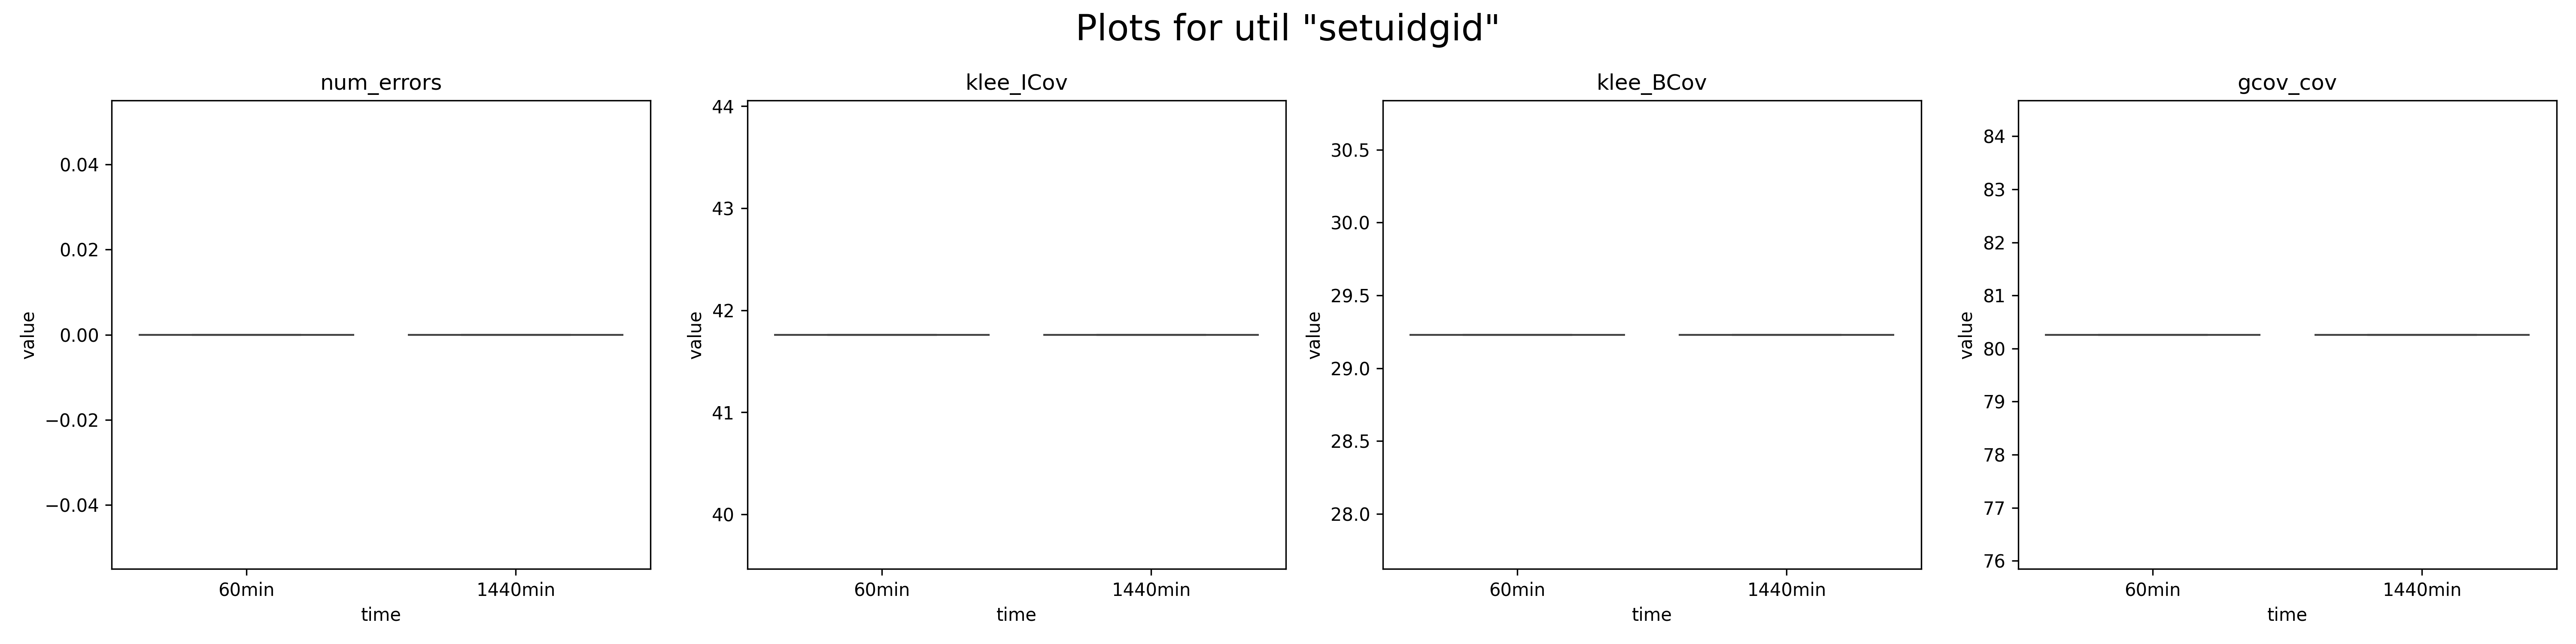 Plots for util "setuidgid"
num_errors
0.04
0.02
0.00
−0.02
−0.04
value
60min
1440min
time
klee_ICov
44
43
42
41
40
value
60min
1440min
time
klee_BCov
30.5
30.0
29.5
29.0
28.5
28.0
value
60min
1440min
time
gcov_cov
84
83
82
81
80
79
78
77
76
value
60min
1440min
time